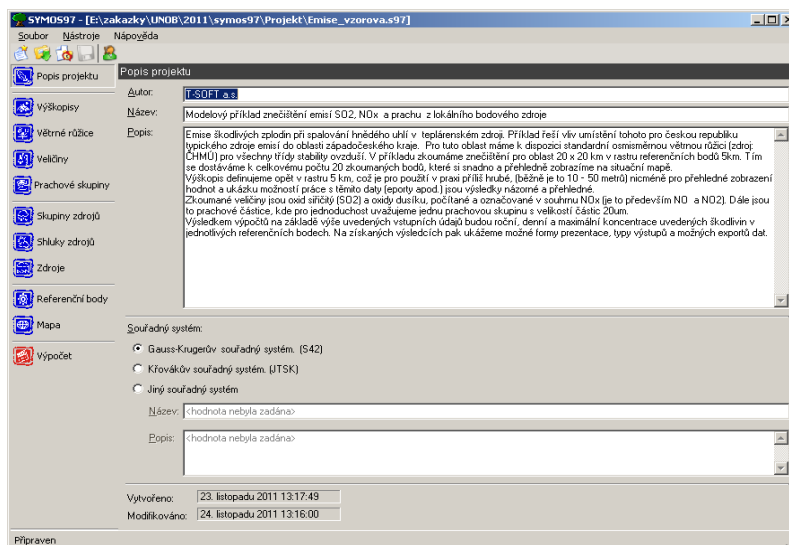 SYMOS97 - [E:\zakazky\UNOB\2011\symos97\Projekt\Emise_vzorova.s97]
Soubor Nástroje Nápověda
Popis projektu
Výškopisy
Větrné růžice
Veličiny
Prachové skupiny
Skupiny zdrojů
Shluky zdrojů
Zdroje
Referenční body
Mapa
Výpočet
Popis projektu
Autor: T-SOFT a.s.
Název: Modelový příklad znečištění emisí SO2, NOx a prachu z lokálního bodového zdroje
Popis: Emise škodlivých zplodin při spalování hnědého uhlí v teplárenském zdroji. Příklad řeší vliv umístění tohoto pro českou republiku
typického zdroje emisí do oblasti západočeského kraje. Pro tuto oblast máme k dispozici standardní osmisměrnou větrnou růžici (zdroj:
ČHMÚ) pro všechny třídy stability ovzduší. V příkladu zkoumáme znečištění pro oblast 20 x 20 km v rastru referenčních bodů 5km. Tím
se dostáváme k celkovému počtu 20 zkoumaných bodů, které si snadno a přehledně zobrazíme na situační mapě.
Výškopis definujeme opět v rastru 5 km, což je pro použití v praxi příliš hrubé, (běžně je to 10 - 50 metrů) nicméně pro přehledné zobrazení
hodnot a ukázku možností práce s těmito daty (eporty apod.) jsou výsledky názorné a přehledné.
Zkoumané veličiny jsou oxid siřičitý (SO2) a oxidy dusíku, počítané a označované v souhrnu NOx (je to především NO a NO2). Dále jsou
to prachové částice, kde pro jednoduchost uvažujeme jednu prachovou skupinu s velikostí částic 20um.
Výsledkem výpočtů na základě výše uvedených vstupních údajů budou roční, denní a maximální koncentrace uvedených škodlivin v
jednotlivých referenčních bodech. Na získaných výsledcích pak ukážeme možné formy prezentace, typy výstupů a možných exportů dat.
Souřadný systém:
Gauss-Krugerův souřadný systém. (S42)
Křovákův souřadný systém. (JTSK)
Jiný souřadný systém
Název: <hodnota nebyla zadána>
Popis: <hodnota nebyla zadána>
Vytvořeno: 23. listopadu 2011 13:17:49
Modifikováno: 24. listopadu 2011 13:16:00
Připraven